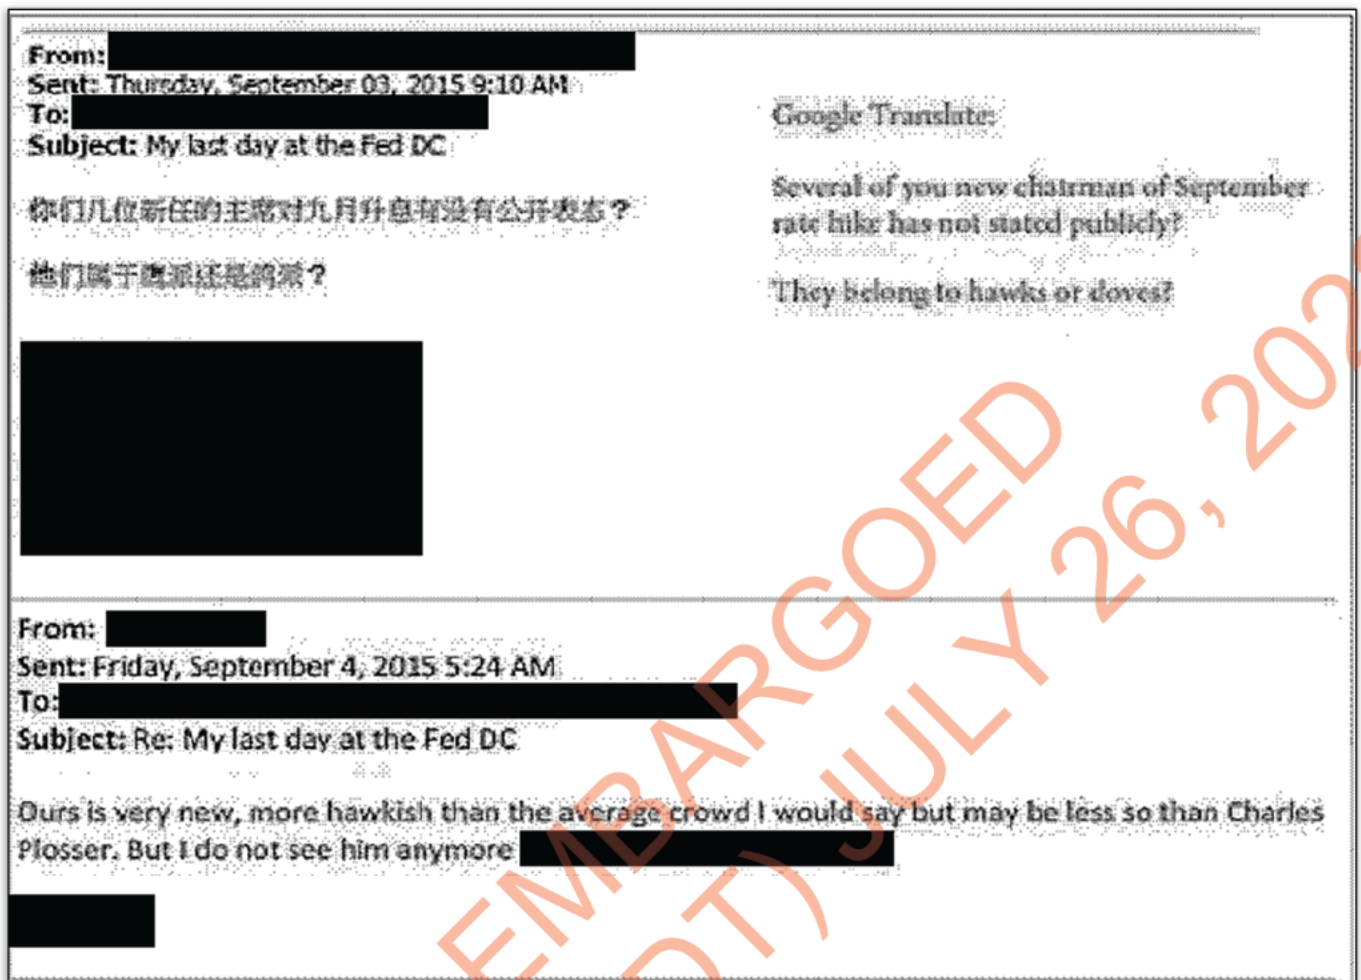 From:
Sent: Thursday, September 03, 2015 9:10 AM
To:
Subject: My last day at the Fed DC
你们几位新任的主席对九月升息有没有公开表态？
他们属于鹰派还是鸽派？
Google Translate:
Several of you new chairman of September
rate hike has not stated publicly?
They belong to hawks or doves?
From:
Sent: Friday, September 4, 2015 5:24 AM
To:
Subject: Re: My last day at the Fed DC
Ours is very new, more hawkish than the average crowd I would say but may be less so than Charles
Plosser. But I do not see him anymore
EMBARGOED
DT) JULY 26, 202